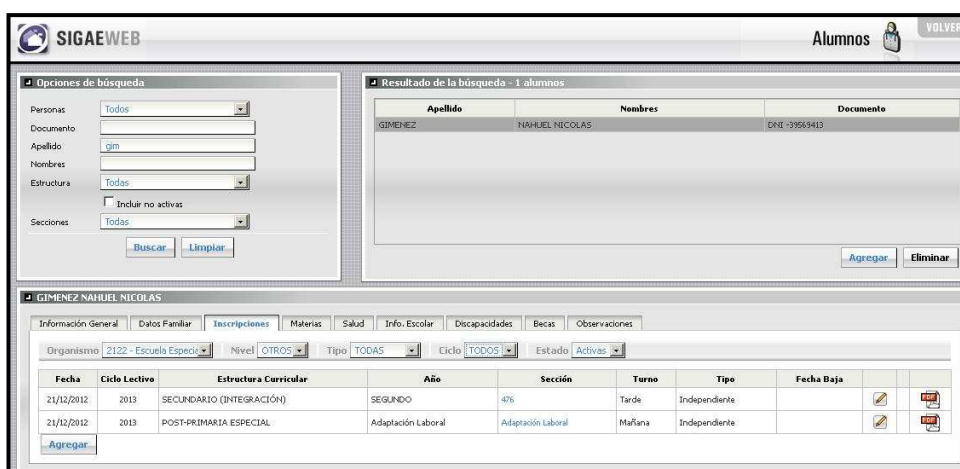 SIGAEWEB
Alumnos
VOLVER
Opciones de búsqueda
Personas Todos
Documento
Apellido gim
Nombres
Estructura Todas
Incluir no activas
Secciones Todas
Buscar Limpiar
Resultado de la búsqueda - 1 alumnos
Apellido Nombres Documento
GIMENEZ NAHUEL NICOLAS DNI -39569413
Agregar Eliminar
GIMENEZ NAHUEL NICOLAS
Información General Datos Familiar Inscripciones Materias Salud Info. Escolar Discapacidades Becas Observaciones
Organismo 2122 - Escuela Especia Nivel OTROS Tipo TODAS Ciclo TODOS Estado Activas
Fecha Ciclo Lectivo Estructura Curricular Año Sección Turno Tipo Fecha Baja
21/12/2012 2013 SECUNDARIO (INTEGRACIÓN) SEGUNDO 476 Tarde Independiente PDF
21/12/2012 2013 POST-PRIMARIA ESPECIAL Adaptación Laboral Adaptación Laboral Mañana Independiente PDF
Agregar